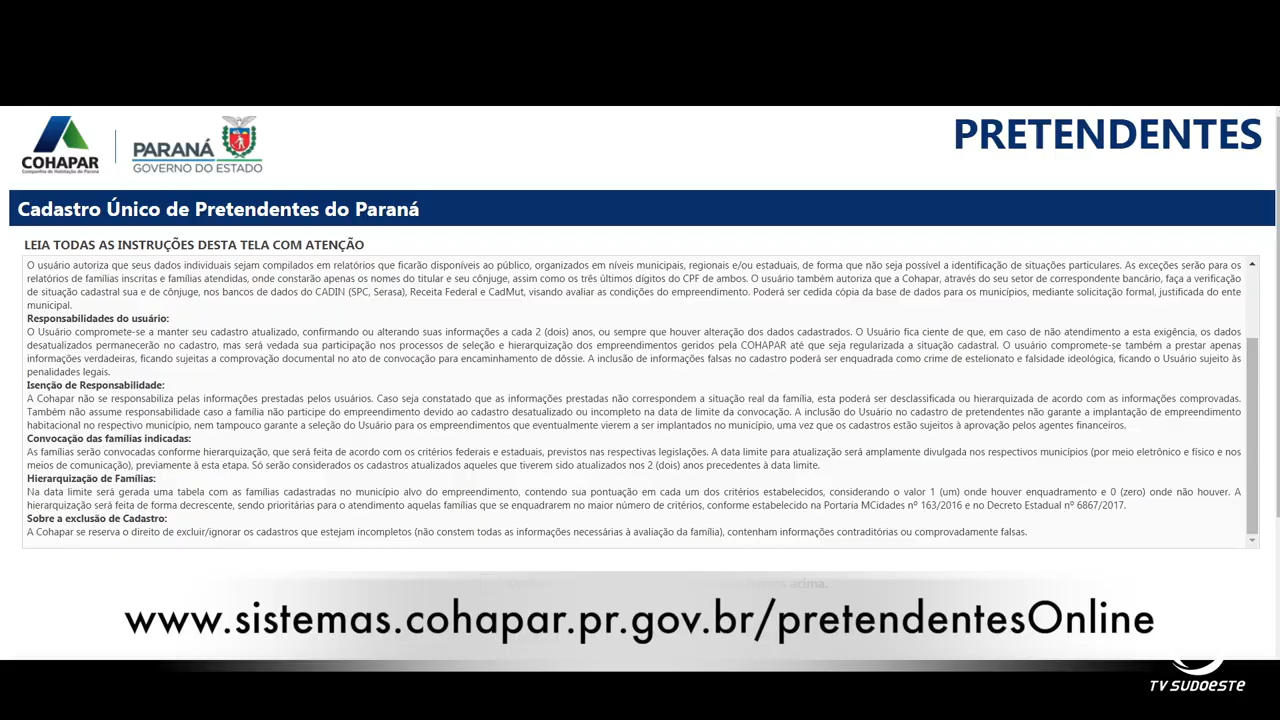 COHAPAR
Companhia de Habitação do Paraná
PARANÁ
GOVERNO DO ESTADO
PRETENDENTES
Cadastro Único de Pretendentes do Paraná
LEIA TODAS AS INSTRUÇÕES DESTA TELA COM ATENÇÃO
O usuário autoriza que seus dados individuais sejam compilados em relatórios que ficarão disponíveis ao público, organizados em níveis municipais, regionais e/ou estaduais, de forma que não seja possível a identificação de situações particulares. As exceções serão para os
relatórios de famílias inscritas e famílias atendidas, onde constarão apenas os nomes do titular e seu cônjuge, assim como os três últimos dígitos do CPF de ambos. O usuário também autoriza que a Cohapar, através do seu setor de correspondente bancário, faça a verificação
de situação cadastral sua e de cônjuge, nos bancos de dados do CADIN (SPC, Serasa), Receita Federal e CadMut, visando avaliar as condições do empreendimento. Poderá ser cedida cópia da base de dados para os municípios, mediante solicitação formal, justificada do ente
municipal.
Responsabilidades do usuário:
O Usuário compromete-se a manter seu cadastro atualizado, confirmando ou alterando suas informações a cada 2 (dois) anos, ou sempre que houver alteração dos dados cadastrados. O Usuário fica ciente de que, em caso de não atendimento a esta exigência, os dados
desatualizados permanecerão no cadastro, mas será vedada sua participação nos processos de seleção e hierarquização dos empreendimentos geridos pela COHAPAR até que seja regularizada a situação cadastral. O usuário compromete-se também a prestar apenas
informações verdadeiras, ficando sujeitas a comprovação documental no ato de convocação para encaminhamento de dôssie. A inclusão de informações falsas no cadastro poderá ser enquadrada como crime de estelionato e falsidade ideológica, ficando o Usuário sujeito às
penalidades legais.
Isenção de Responsabilidade:
A Cohapar não se responsabiliza pelas informações prestadas pelos usuários. Caso seja constatado que as informações prestadas não correspondem a situação real da família, esta poderá ser desclassificada ou hierarquizada de acordo com as informações comprovadas.
Também não assume responsabilidade caso a família não participe do empreendimento devido ao cadastro desatualizado ou incompleto na data de limite da convocação. A inclusão do Usuário no cadastro de pretendentes não garante a implantação de empreendimento
habitacional no respectivo município, nem tampouco garante a seleção do Usuário para os empreendimentos que eventualmente vierem a ser implantados no município, uma vez que os cadastros estão sujeitos à aprovação pelos agentes financeiros.
Convocação das famílias indicadas:
As famílias serão convocadas conforme hierarquização, que será feita de acordo com os critérios federais e estaduais, previstos nas respectivas legislações. A data limite para atualização será amplamente divulgada nos respectivos municípios (por meio eletrônico e físico e nos
meios de comunicação), previamente à esta etapa. Só serão considerados os cadastros atualizados aqueles que tiverem sido atualizados nos 2 (dois) anos precedentes à data limite.
Hierarquização de Famílias:
Na data limite será gerada uma tabela com as famílias cadastradas no município alvo do empreendimento, contendo sua pontuação em cada um dos critérios estabelecidos, considerando o valor 1 (um) onde houver enquadramento e 0 (zero) onde não houver. A
hierarquização será feita de forma decrescente, sendo prioritárias para o atendimento aquelas famílias que se enquadrarem no maior número de critérios, conforme estabelecido na Portaria MCidades nº 163/2016 e no Decreto Estadual nº 6867/2017.
Sobre a exclusão de Cadastro:
A Cohapar se reserva o direito de excluir/ignorar os cadastros que estejam incompletos (não constem todas as informações necessárias à avaliação da família), contenham informações contraditórias ou comprovadamente falsas.
acima.
www.sistemas.cohapar.pr.gov.br/pretendentesOnline
TV SUDOESTE